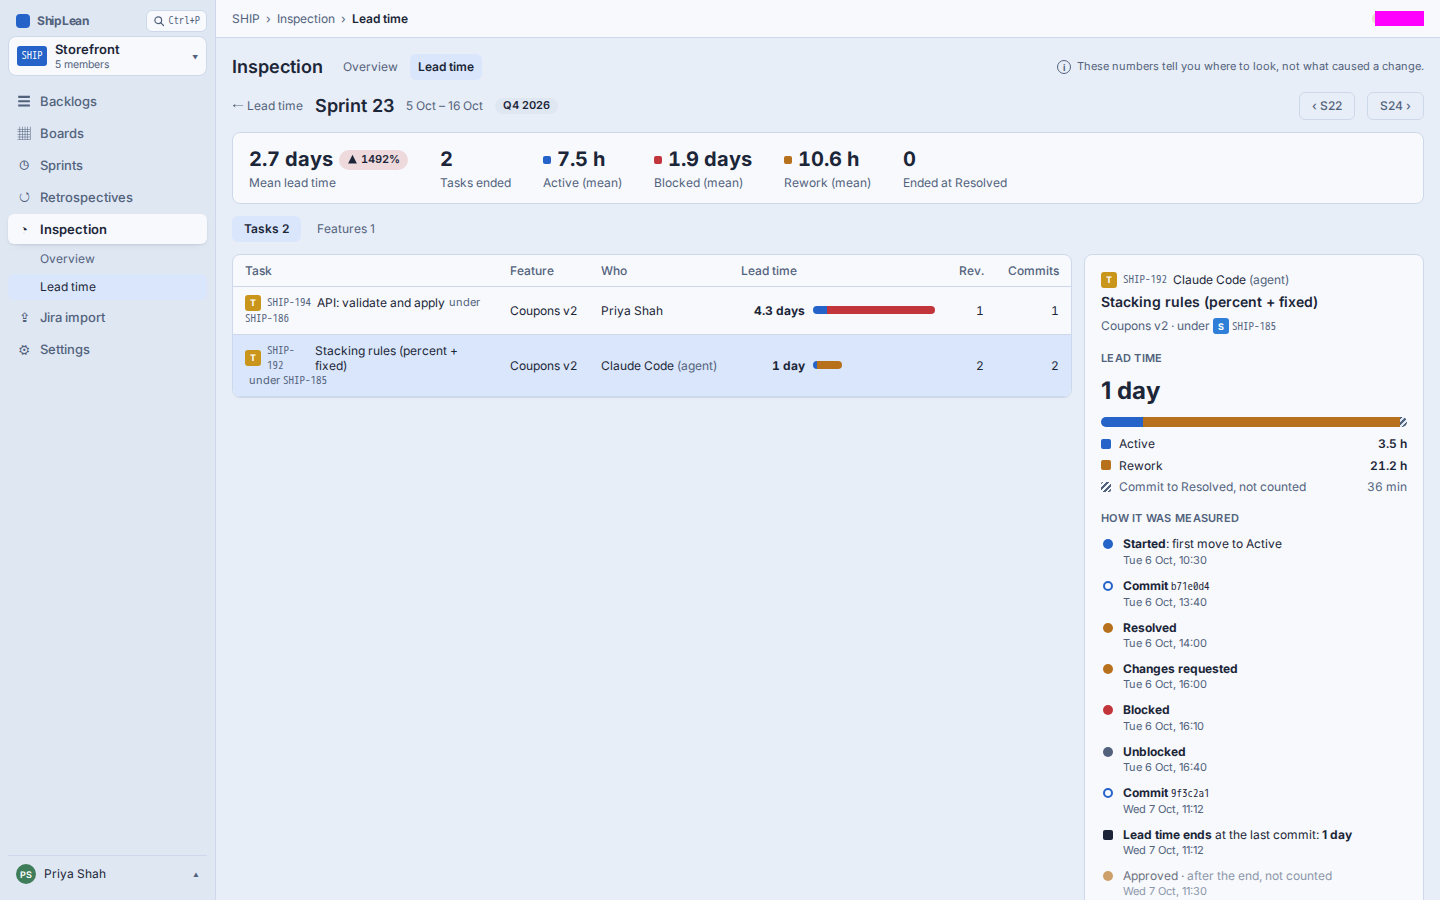 ShipLean
Ctrl+P
SHIP
Storefront
5 members
Backlogs
Boards
Sprints
Retrospectives
Inspection
Overview
Lead time
Jira import
Settings
PS Priya Shah
SHIP › Inspection › Lead time
Inspection Overview Lead time
These numbers tell you where to look, not what caused a change.
← Lead time Sprint 23 5 Oct – 16 Oct Q4 2026
‹ S22 S24 ›
2.7 days ▲ 1492% 2 7.5 h 1.9 days 10.6 h 0
Mean lead time Tasks ended Active (mean) Blocked (mean) Rework (mean) Ended at Resolved
Tasks 2 Features 1
Task Feature Who Lead time Rev. Commits
T SHIP-194 API: validate and apply under
SHIP-186
Coupons v2 Priya Shah 4.3 days 1 1
T SHIP-192 Stacking rules (percent + fixed)
under SHIP-185
Coupons v2 Claude Code (agent) 1 day 2 2
T SHIP-192 Claude Code (agent)
Stacking rules (percent + fixed)
Coupons v2 · under S SHIP-185
LEAD TIME
1 day
Active 3.5 h
Rework 21.2 h
Commit to Resolved, not counted 36 min
HOW IT WAS MEASURED
Started: first move to Active
Tue 6 Oct, 10:30
Commit b71e0d4
Tue 6 Oct, 13:40
Resolved
Tue 6 Oct, 14:00
Changes requested
Tue 6 Oct, 16:00
Blocked
Tue 6 Oct, 16:10
Unblocked
Tue 6 Oct, 16:40
Commit 9f3c2a1
Wed 7 Oct, 11:12
Lead time ends at the last commit: 1 day
Wed 7 Oct, 11:12
Approved · after the end, not counted
Wed 7 Oct, 11:30